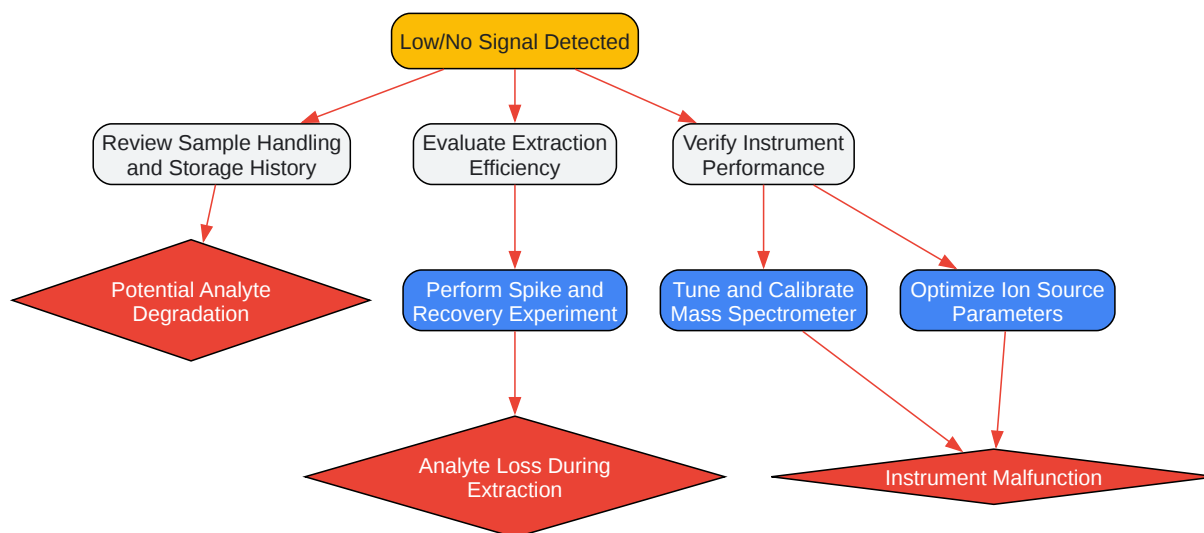 Low/No Signal Detected
Review Sample Handling
and Storage History
Evaluate Extraction
Efficiency
Verify Instrument
Performance
Potential Analyte
Degradation
Perform Spike and
Recovery Experiment
Tune and Calibrate
Mass Spectrometer
Optimize Ion Source
Parameters
Analyte Loss During
Extraction
Instrument Malfunction